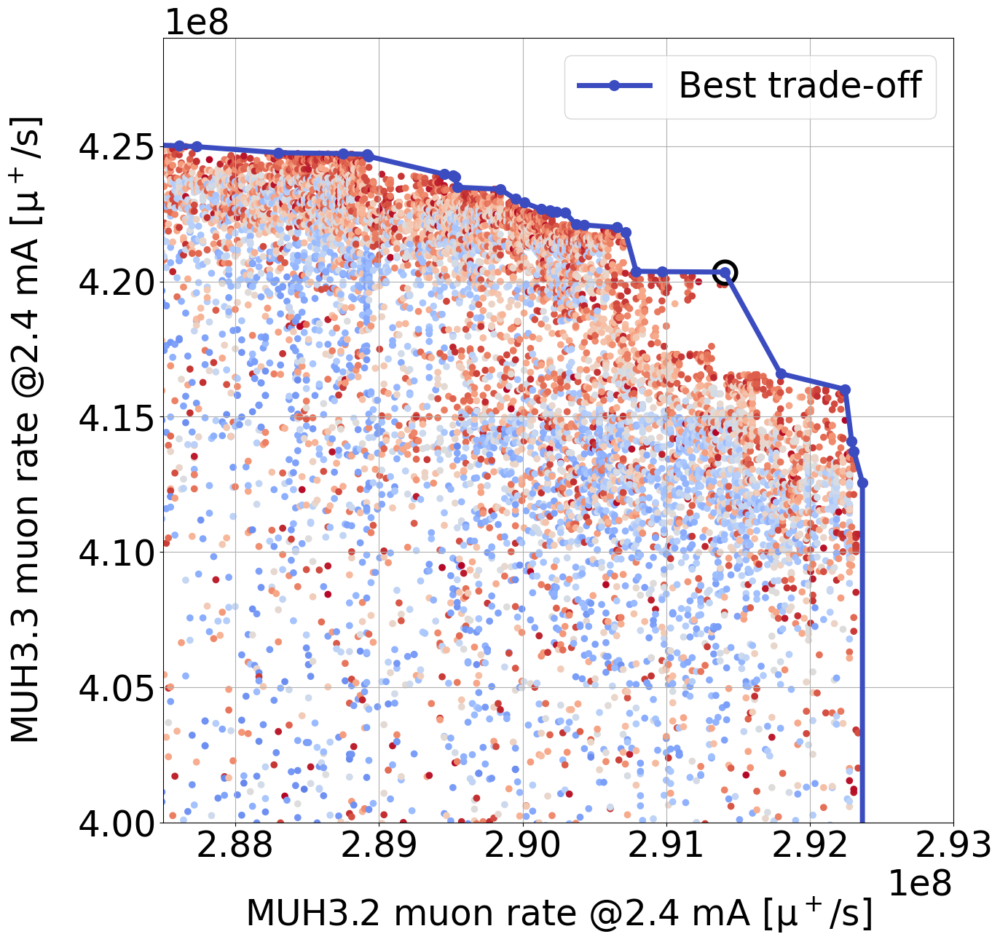 1e8
Best trade-off
4.25
4.20
4.15
4.10
4.05
4.00
MUH3.3 muon rate @2.4 mA [μ⁺/s]
2.88 2.89 2.90 2.91 2.92 2.93
1e8
MUH3.2 muon rate @2.4 mA [μ⁺/s]